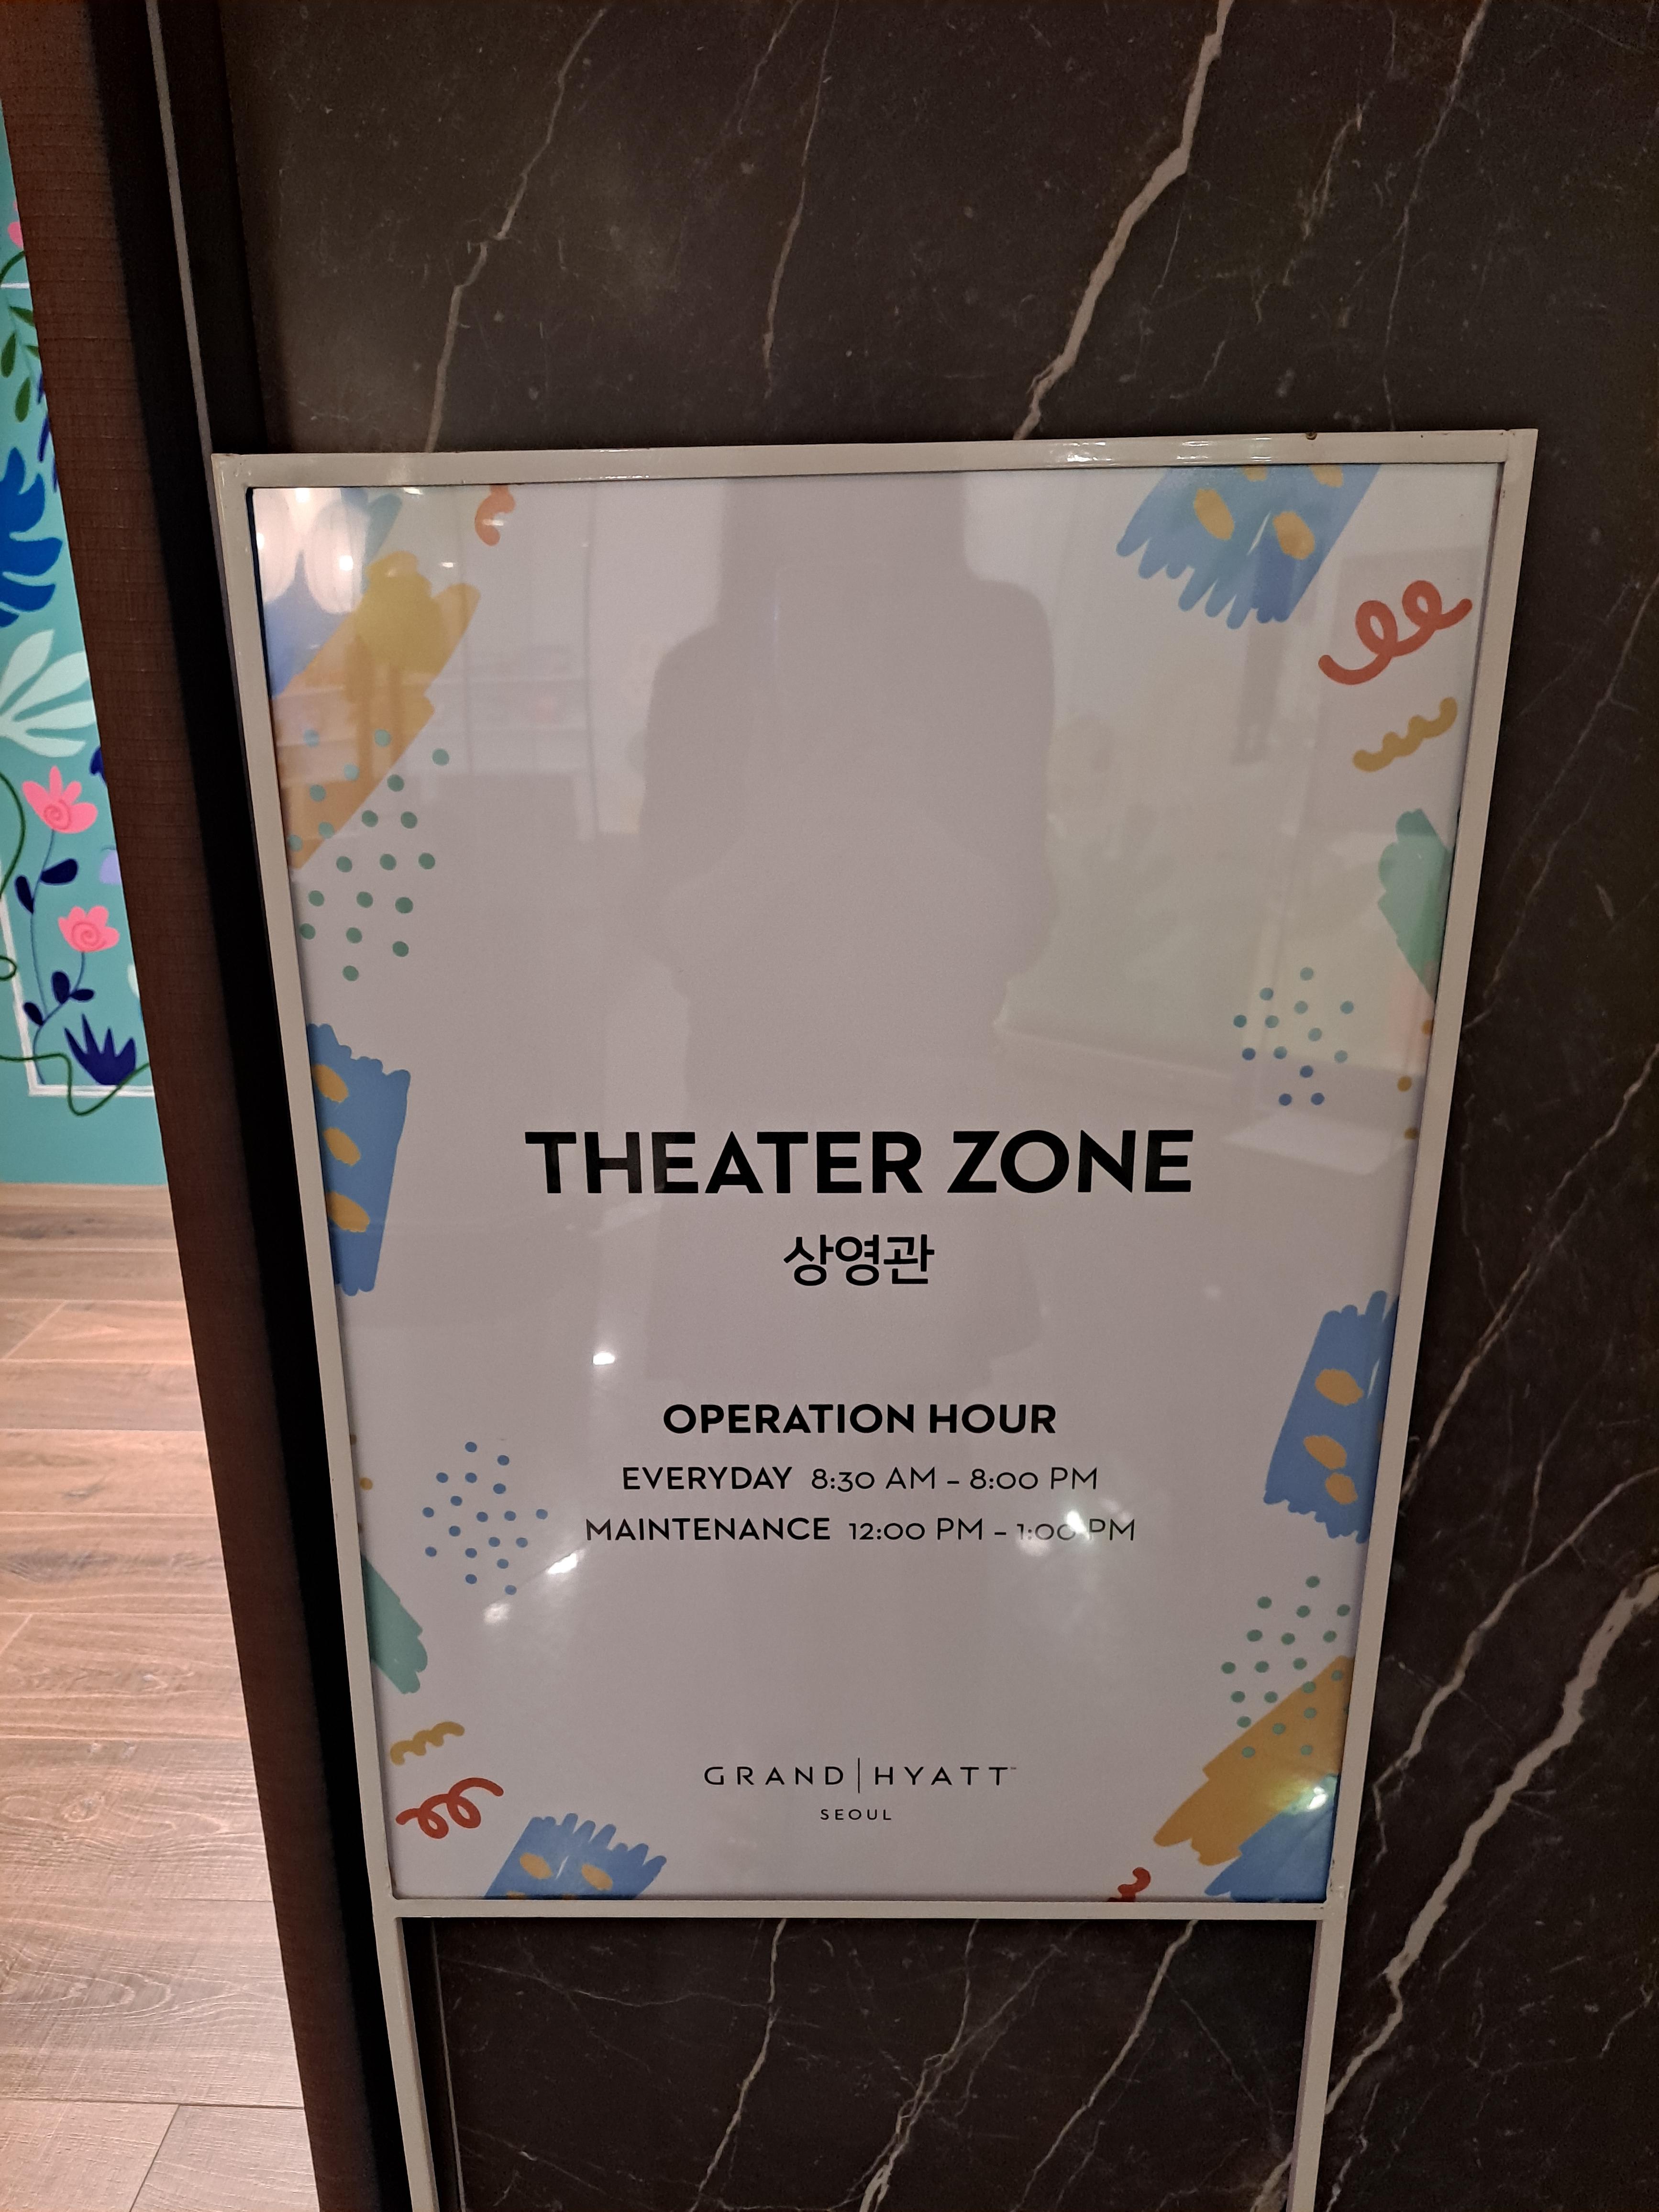 THEATER ZONE
상영관
OPERATION HOUR
EVERYDAY 8:30 AM – 8:00 PM
MAINTENANCE 12:00 PM – 1:00 PM
GRAND | HYATT™
SEOUL